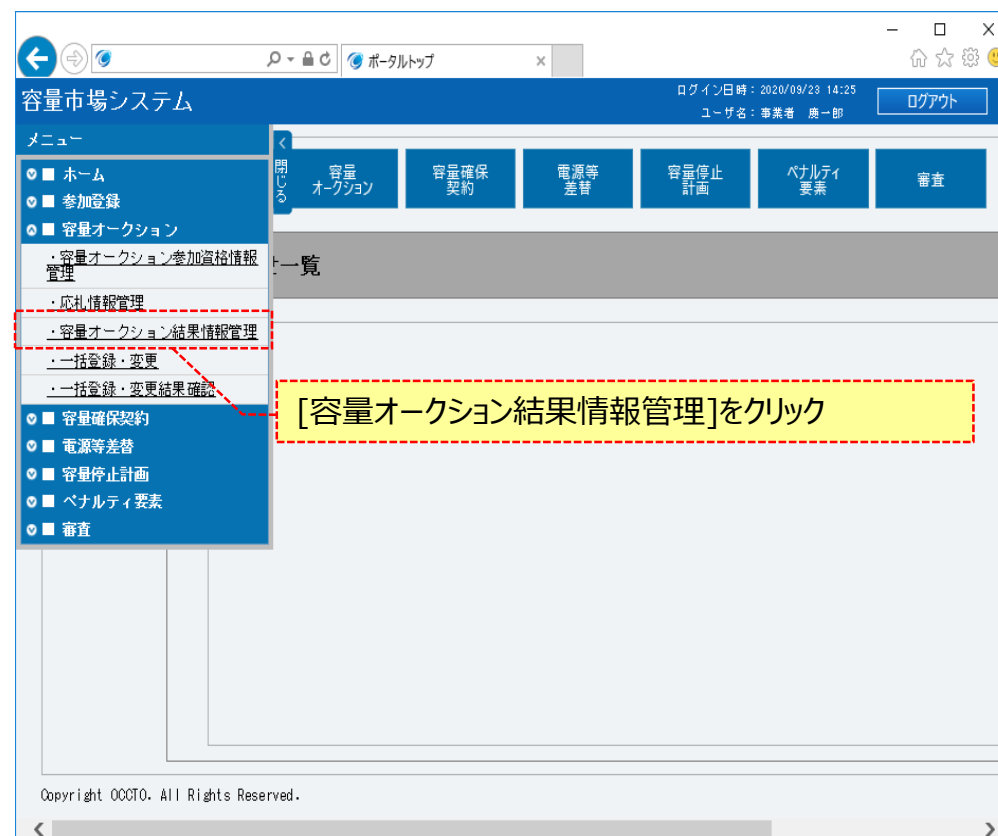 ポータルトップ
容量市場システム
ログイン日時：2020/09/23 14:25
ユーザ名：事業者 庚一郎
ログアウト
メニュー
閉じる
容量
オークション
容量確保
契約
電源等
差替
容量停止
計画
ペナルティ
要素
審査
ホーム
参加登録
容量オークション
・容量オークション参加資格情報
管理
・応札情報管理
・容量オークション結果情報管理
・一括登録・変更
・一括登録・変更結果確認
容量確保契約
電源等差替
容量停止計画
ペナルティ要素
審査
一覧
[容量オークション結果情報管理]をクリック
Copyright OCCTO. All Rights Reserved.